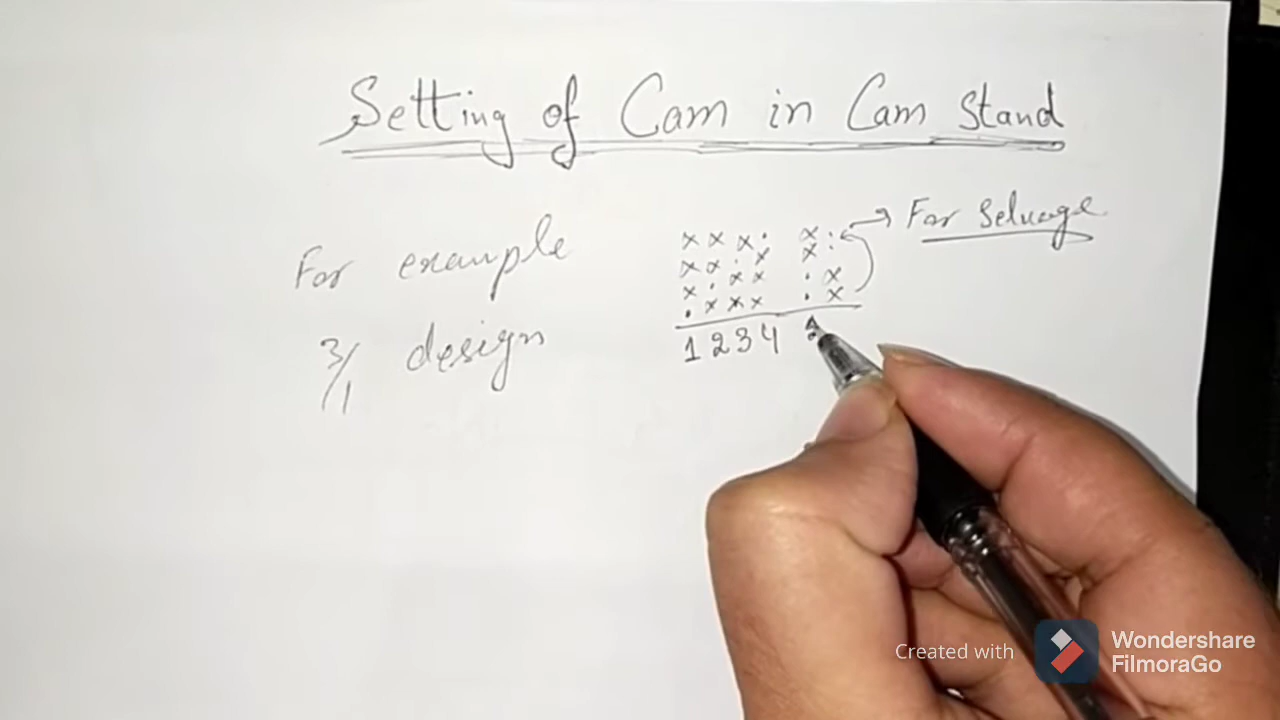 Setting of Cam in Cam Stand
For example
3/1 design
x x x . x . → For Selvage
x x . x x .
x . x x . x
. x x x . x
1 2 3 4
Created with Wondershare FilmoraGo